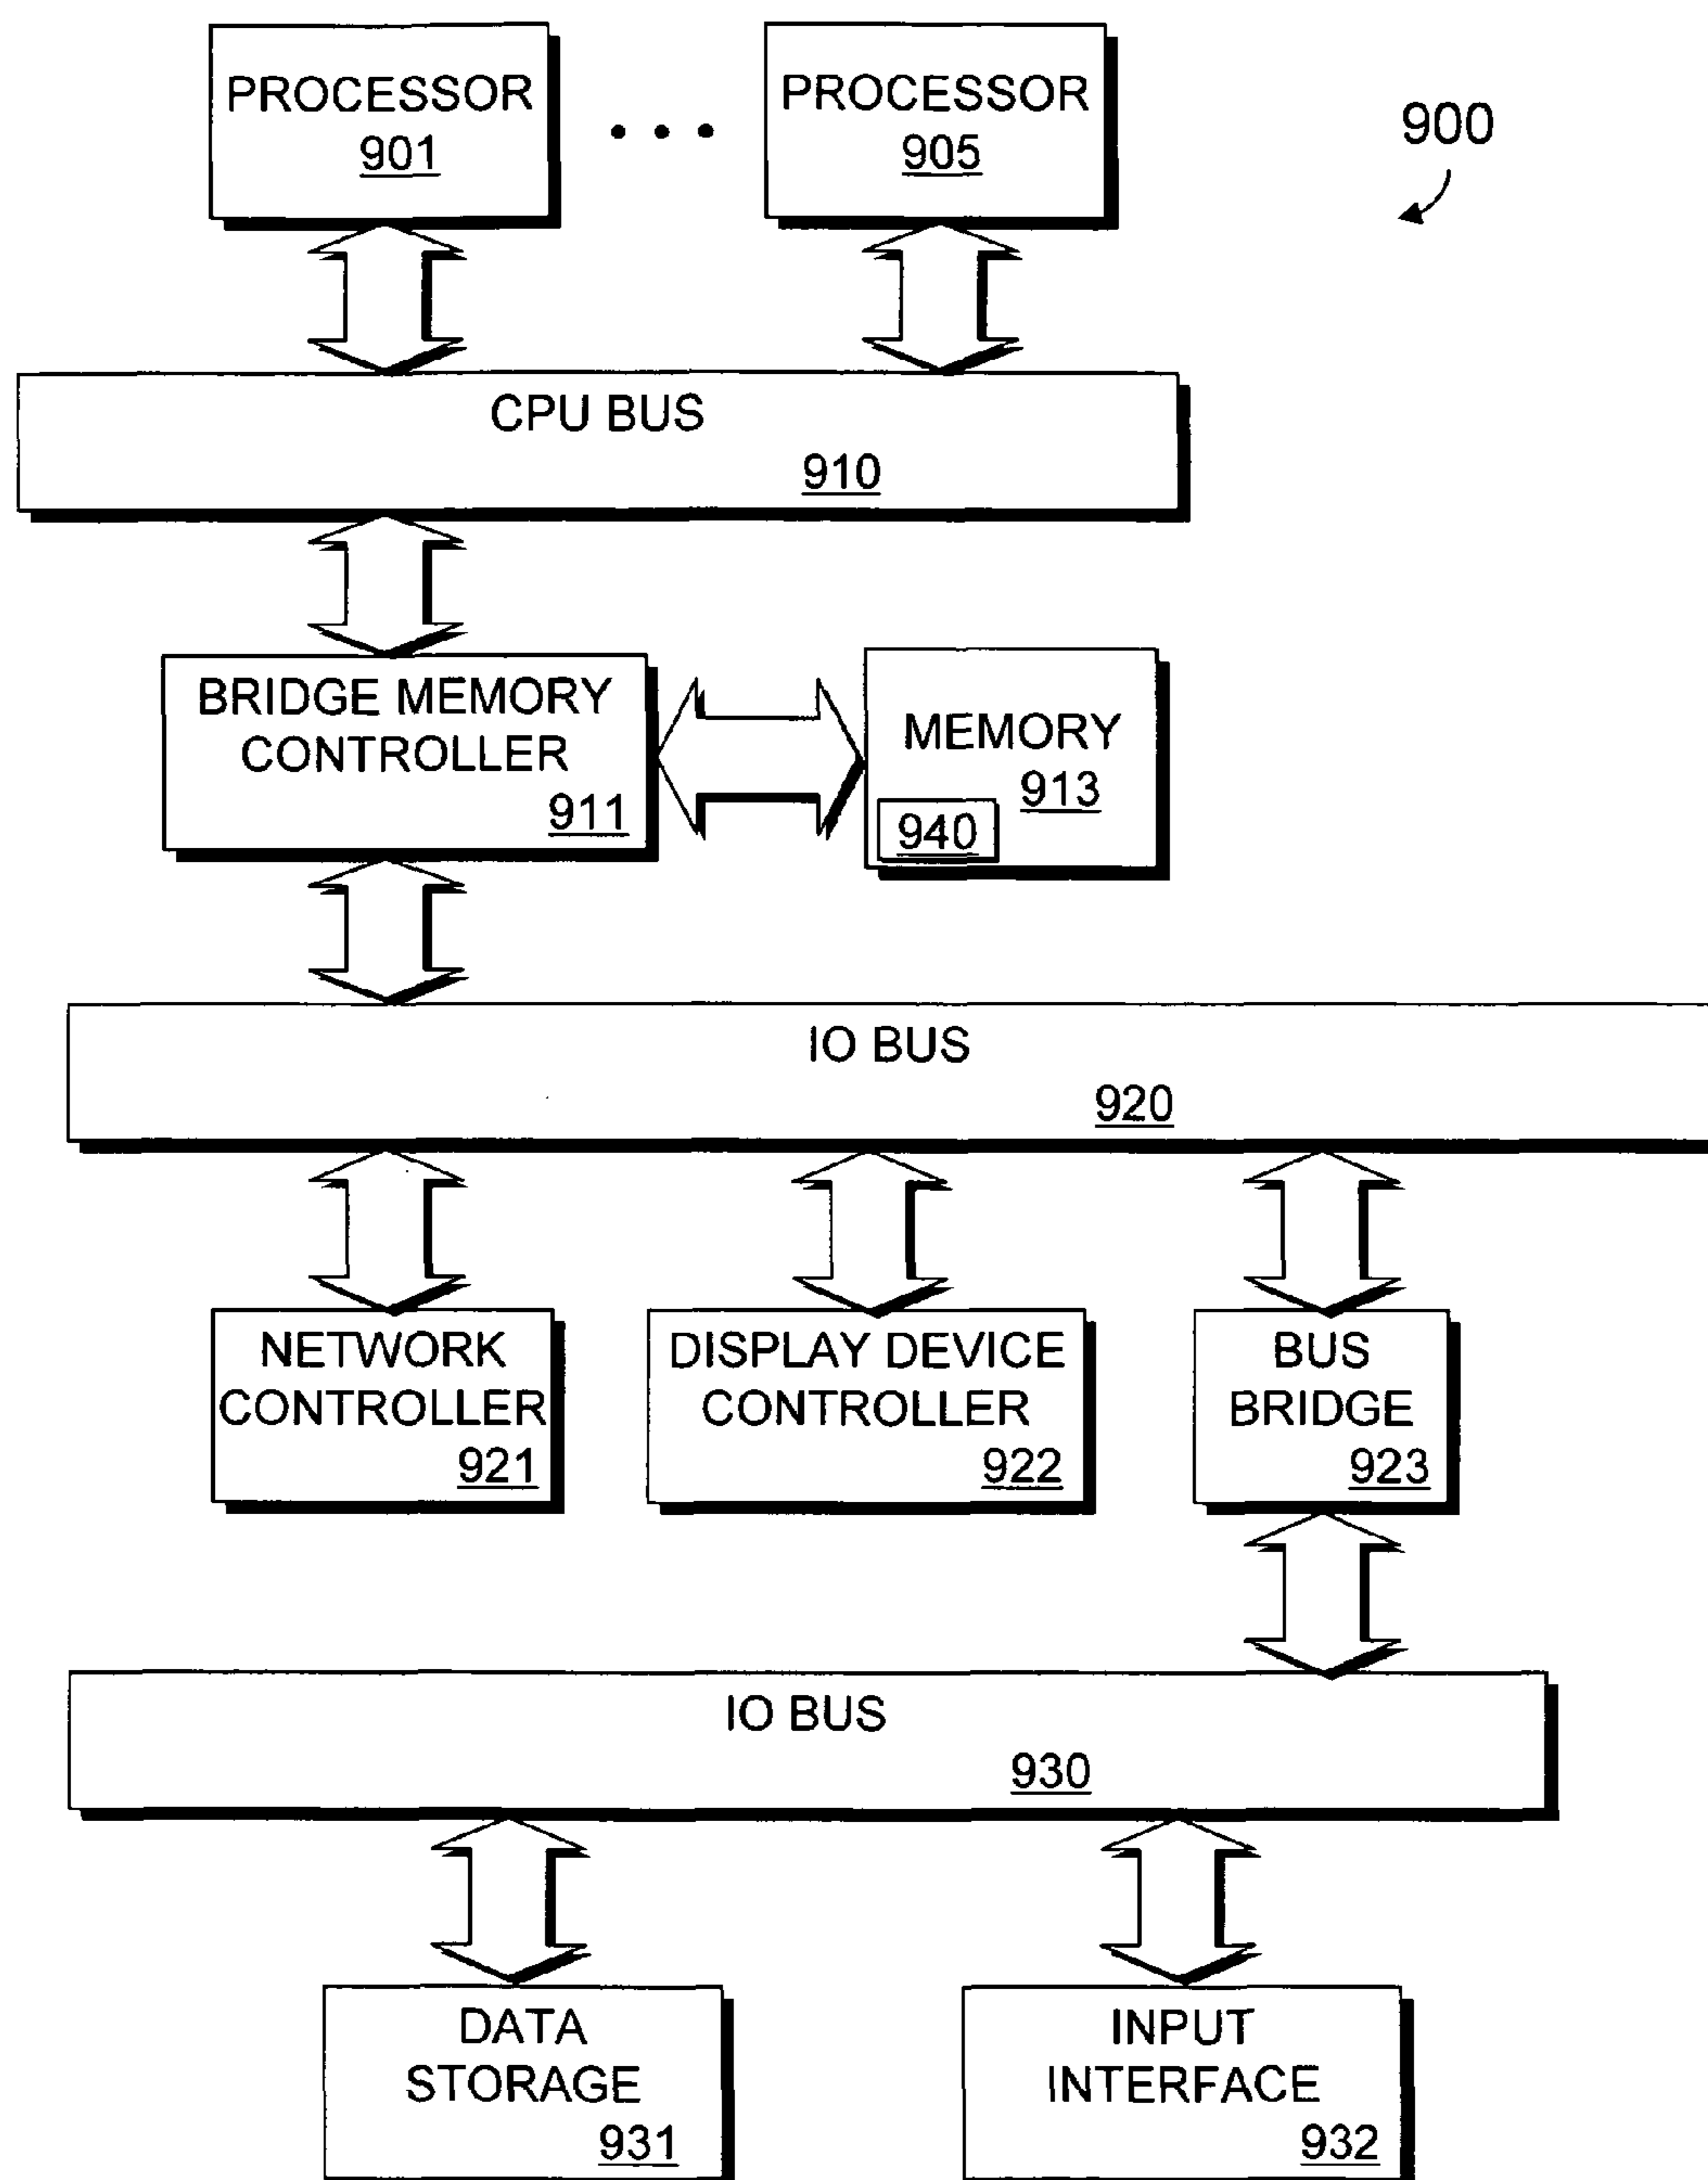 PROCESSOR
901
• • •
PROCESSOR
905
900
CPU BUS
910
BRIDGE MEMORY
CONTROLLER
911
MEMORY
913
940
IO BUS
920
NETWORK
CONTROLLER
921
DISPLAY DEVICE
CONTROLLER
922
BUS
BRIDGE
923
IO BUS
930
DATA
STORAGE
931
INPUT
INTERFACE
932